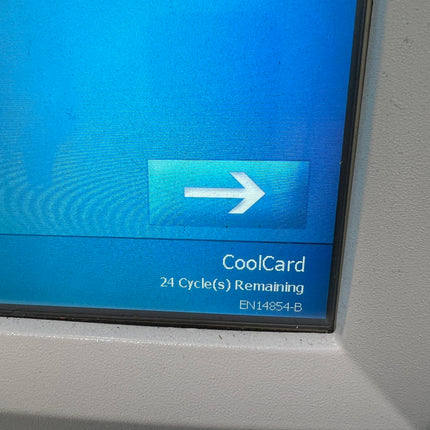 CoolCard
24 Cycle(s) Remaining
EN14854-B